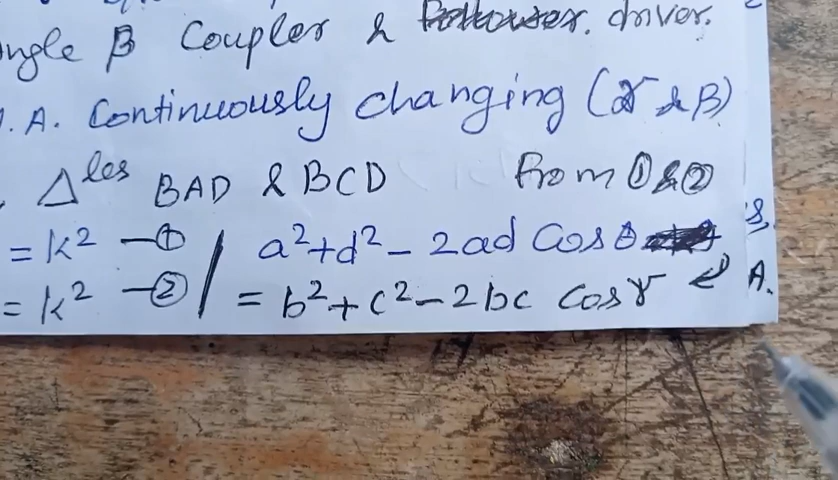 ngle β Coupler & driver.
1. A. Continuously changing (γ & β)
Δles BAD & BCD From ① & ②
= k² —① / a² + d² - 2ad Cos θ
= k² —② / = b² + c² - 2bc Cos γ
s.
A.